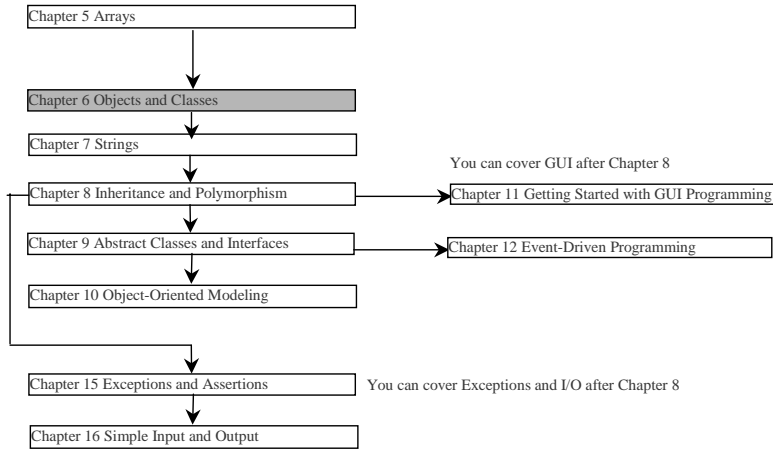 Chapter 5 Arrays
Chapter 6 Objects and Classes
Chapter 7 Strings
You can cover GUI after Chapter 8
Chapter 8 Inheritance and Polymorphism
Chapter 11 Getting Started with GUI Programming
Chapter 9 Abstract Classes and Interfaces
Chapter 12 Event-Driven Programming
Chapter 10 Object-Oriented Modeling
Chapter 15 Exceptions and Assertions
You can cover Exceptions and I/O after Chapter 8
Chapter 16 Simple Input and Output